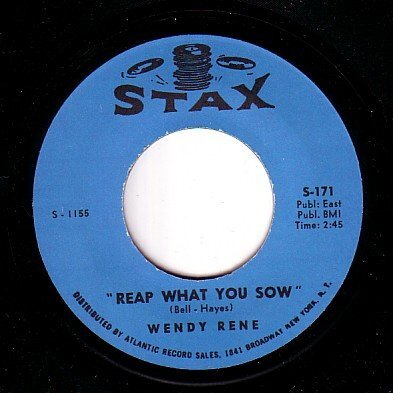 STAX
S-171
Publ: East
Publ. BMI
Time: 2:45
S - 1155
"REAP WHAT YOU SOW"
(Bell - Hayes)
WENDY RENE
DISTRIBUTED BY ATLANTIC RECORD SALES, 1841 BROADWAY NEW YORK, N.Y.